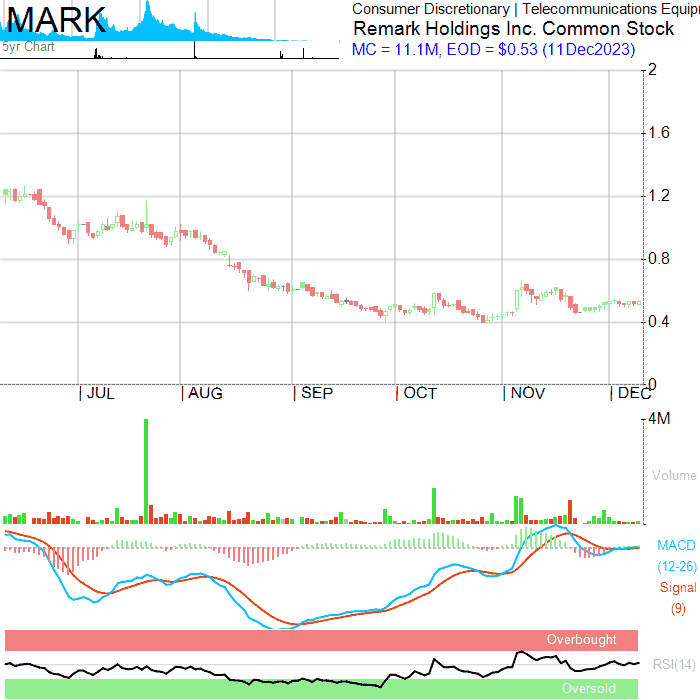 MARK
5yr Chart
Consumer Discretionary | Telecommunications Equip
Remark Holdings Inc. Common Stock
MC = 11.1M, EOD = $0.53 (11Dec2023)
2
1.6
1.2
0.8
0.4
0
JUL AUG SEP OCT NOV DEC
4M
Volume
MACD
(12-26)
Signal
(9)
Overbought
RSI(14)
Oversold